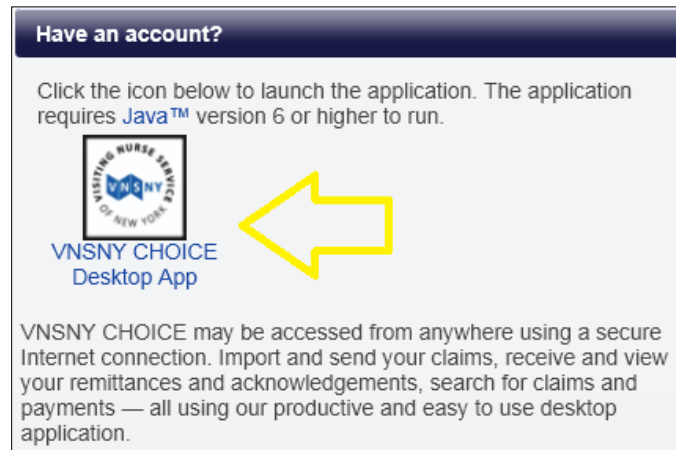 Have an account?
Click the icon below to launch the application. The application
requires Java™ version 6 or higher to run.
VISITING NURSE SERVICE
VNSNY
OF NEW YORK
VNSNY CHOICE
Desktop App
VNSNY CHOICE may be accessed from anywhere using a secure
Internet connection. Import and send your claims, receive and view
your remittances and acknowledgements, search for claims and
payments — all using our productive and easy to use desktop
application.